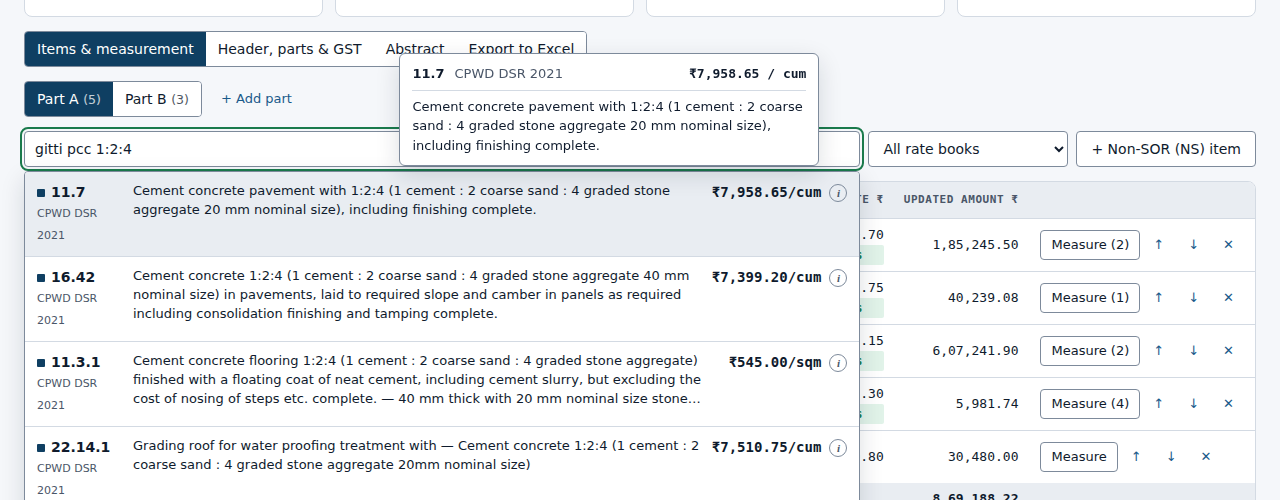 Items & measurement Header, parts & GST Abstract Export to Excel
11.7 CPWD DSR 2021 ₹7,958.65 / cum
Cement concrete pavement with 1:2:4 (1 cement : 2 coarse
sand : 4 graded stone aggregate 20 mm nominal size),
including finishing complete.
Part A (5) Part B (3) + Add part
gitti pcc 1:2:4
All rate books
+ Non-SOR (NS) item
11.7
CPWD DSR
2021
Cement concrete pavement with 1:2:4 (1 cement : 2 coarse sand : 4 graded stone
aggregate 20 mm nominal size), including finishing complete.
₹7,958.65/cum i
16.42
CPWD DSR
2021
Cement concrete 1:2:4 (1 cement : 2 coarse sand : 4 graded stone aggregate 40 mm
nominal size) in pavements, laid to required slope and camber in panels as required
including consolidation finishing and tamping complete.
₹7,399.20/cum i
11.3.1
CPWD DSR
2021
Cement concrete flooring 1:2:4 (1 cement : 2 coarse sand : 4 graded stone aggregate)
finished with a floating coat of neat cement, including cement slurry, but excluding the
cost of nosing of steps etc. complete. — 40 mm thick with 20 mm nominal size stone…
₹545.00/sqm i
22.14.1
CPWD DSR
2021
Grading roof for water proofing treatment with — Cement concrete 1:2:4 (1 cement : 2
coarse sand : 4 graded stone aggregate 20mm nominal size)
₹7,510.75/cum i
₹ UPDATED AMOUNT ₹
.70 1,85,245.50 Measure (2) ↑ ↓ ✕
.75 40,239.08 Measure (1) ↑ ↓ ✕
.15 6,07,241.90 Measure (2) ↑ ↓ ✕
.30 5,981.74 Measure (4) ↑ ↓ ✕
.80 30,480.00 Measure ↑ ↓ ✕
8,69,188.22